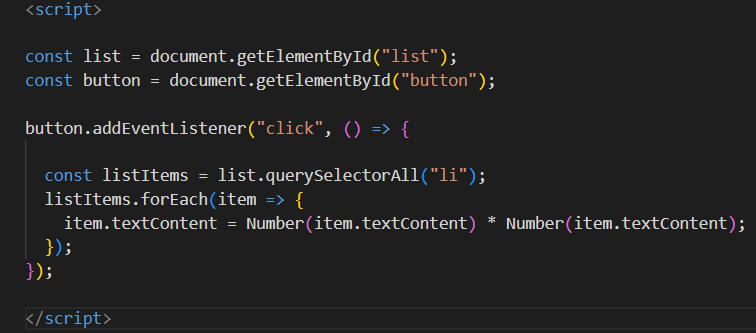 <script>
const list = document.getElementById("list");
const button = document.getElementById("button");
button.addEventListener("click", () => {
const listItems = list.querySelectorAll("li");
listItems.forEach(item => {
item.textContent = Number(item.textContent) * Number(item.textContent);
});
});
</script>